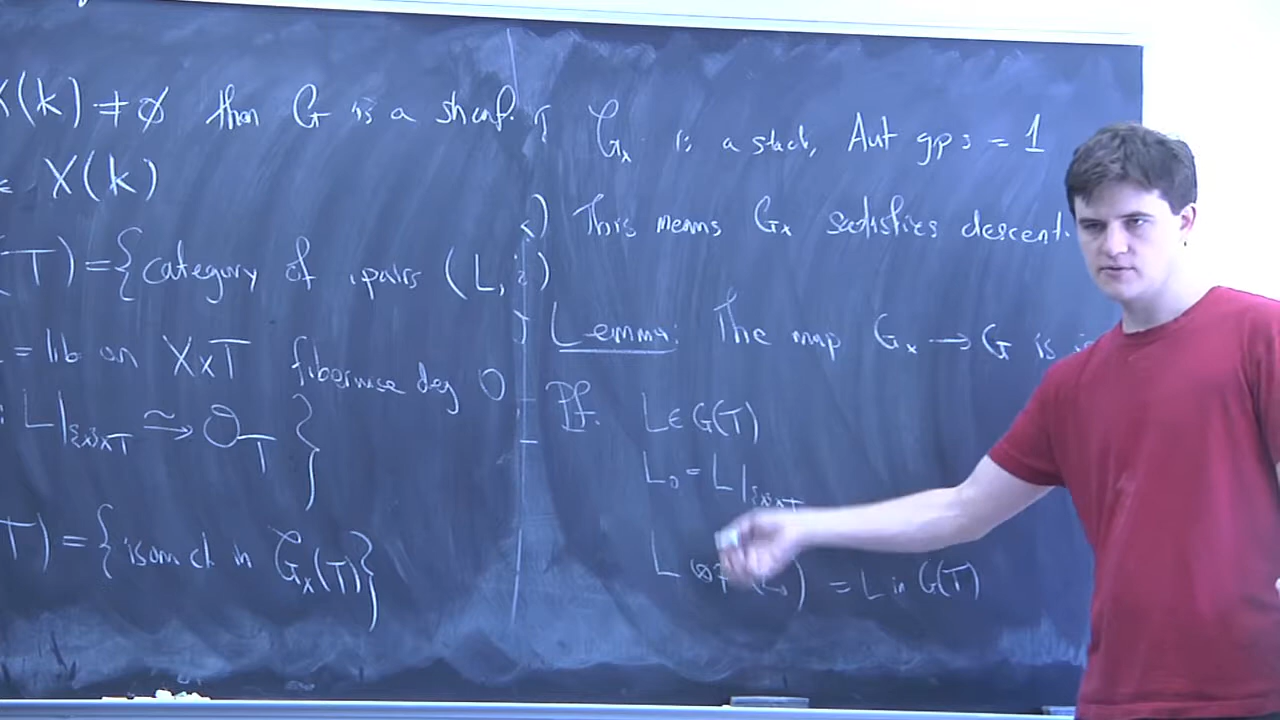 X(k) ≠ ∅ then G is a sheaf.
∈ X(k)
(T) = {category of pairs (L, i)
= lib on X×T fiberwise deg 0
: L|_{x}×T ≃→ O_T }
T) = { isom cl in 𝒢_x(T)}
𝒢_x is a stack, Aut gps = 1
This means G_x satisfies descent.
Lemma: The map G_x → G is
Pf. L ∈ G(T)
L_0 = L|_{x}×T
L ⊗ = L in G(T)